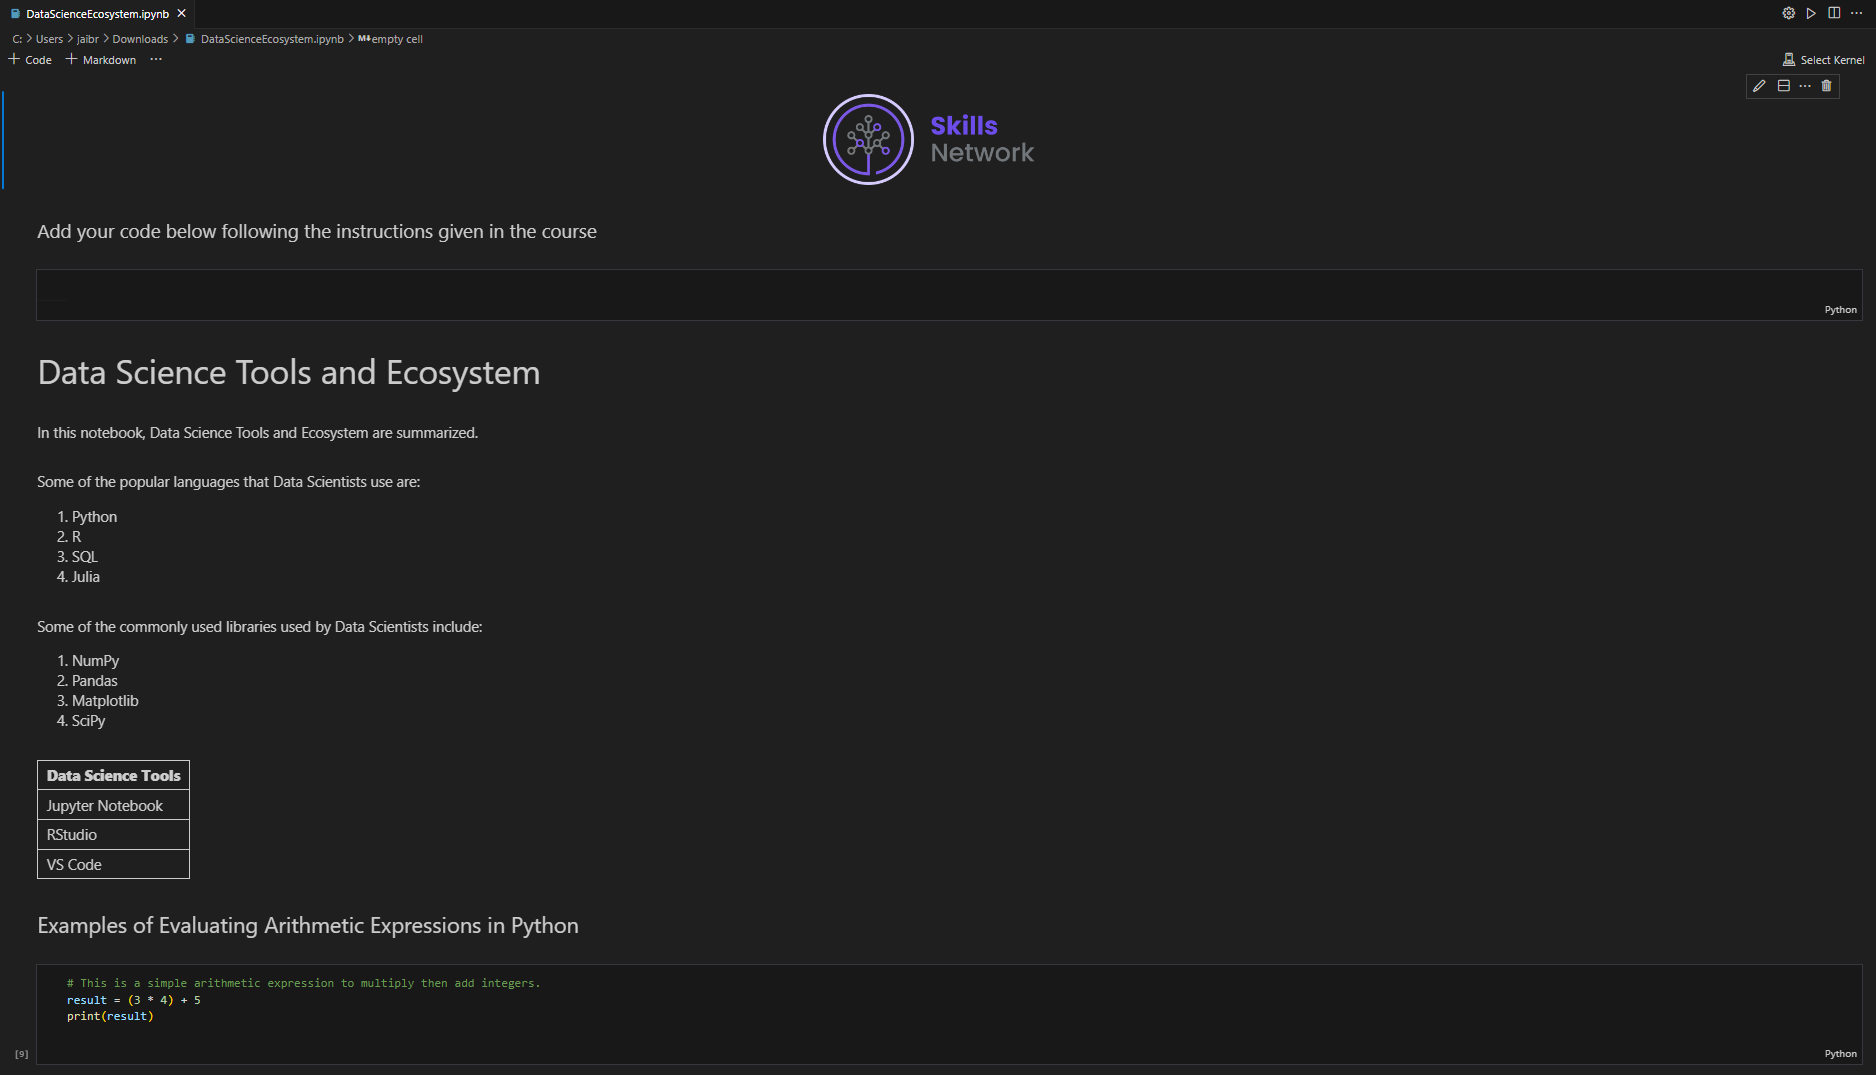 DataScienceEcosystem.ipynb
C: > Users > jaibr > Downloads > DataScienceEcosystem.ipynb > M↓empty cell
+ Code + Markdown ...
Select Kernel
Skills
Network
Add your code below following the instructions given in the course
Python
Data Science Tools and Ecosystem
In this notebook, Data Science Tools and Ecosystem are summarized.
Some of the popular languages that Data Scientists use are:
1. Python
2. R
3. SQL
4. Julia
Some of the commonly used libraries used by Data Scientists include:
1. NumPy
2. Pandas
3. Matplotlib
4. SciPy
Data Science Tools
Jupyter Notebook
RStudio
VS Code
Examples of Evaluating Arithmetic Expressions in Python
# This is a simple arithmetic expression to multiply then add integers.
result = (3 * 4) + 5
print(result)
[9]
Python